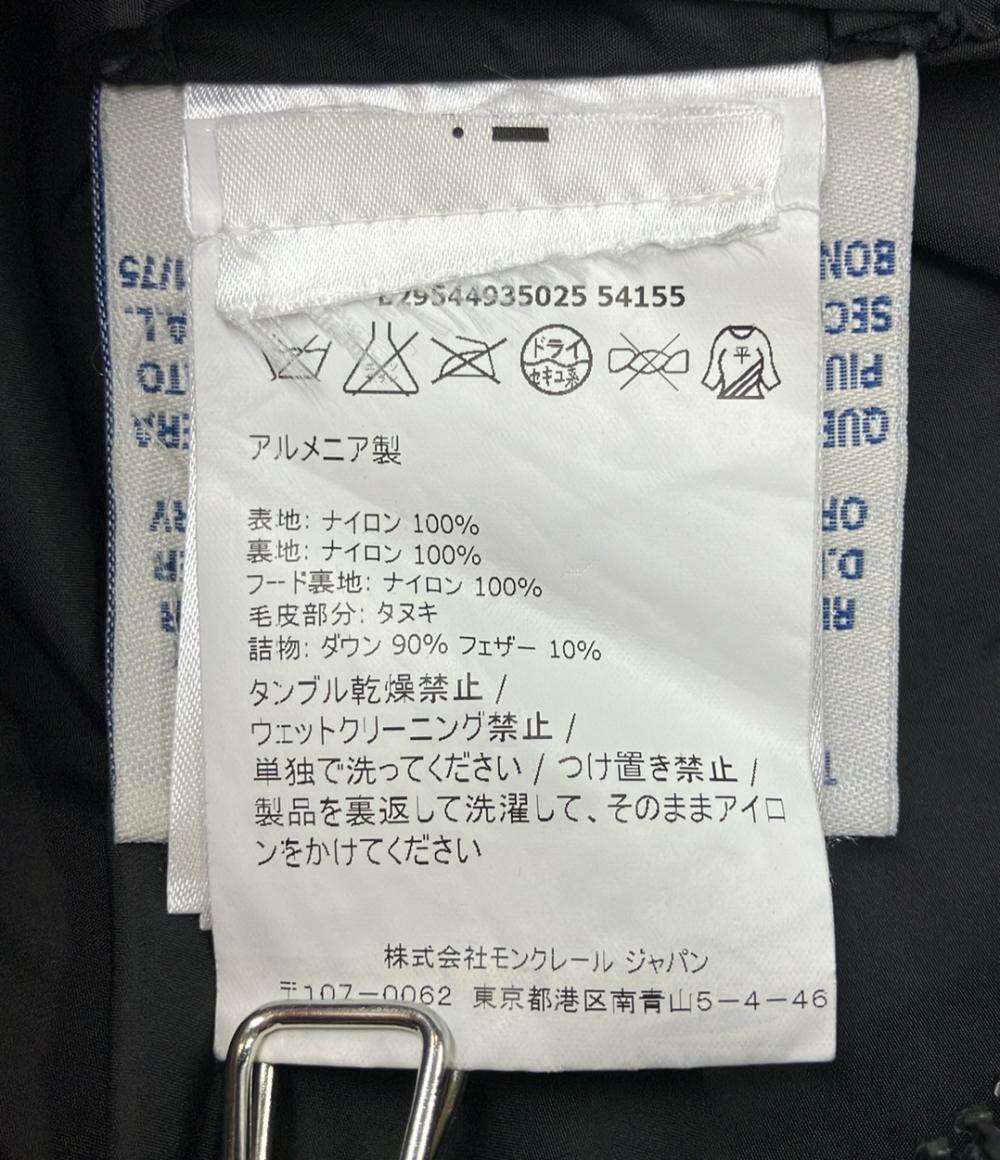 29544935025 54155
ドライ
セキユ系
平
アルメニア製
表地: ナイロン 100%
裏地: ナイロン 100%
フード裏地: ナイロン 100%
毛皮部分: タヌキ
詰物: ダウン 90% フェザー 10%
タンブル乾燥禁止 /
ウェットクリーニング禁止 /
単独で洗ってください / つけ置き禁止 /
製品を裏返して洗濯して、そのままアイロ
ンをかけてください
株式会社モンクレール ジャパン
〒107-0062 東京都港区南青山5-4-46
BON
SEC
PIU
QUE
OR
D.